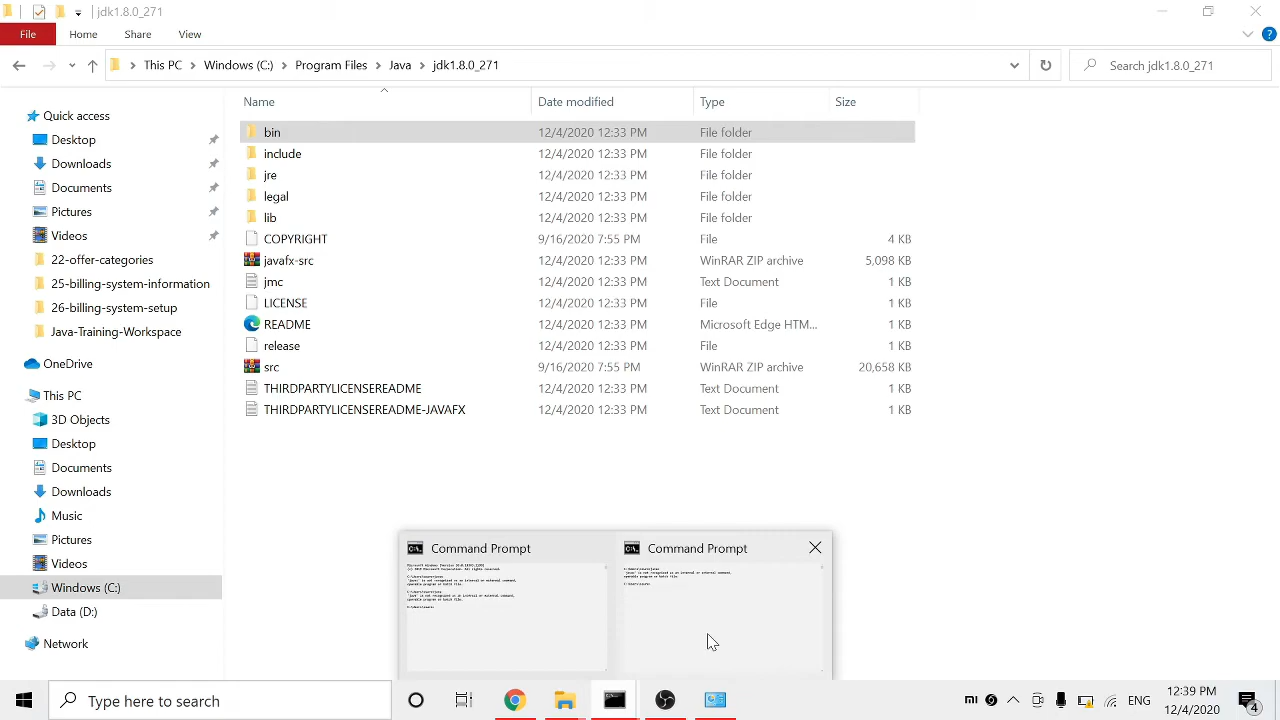 jdk1.8.0_271
File Home Share View
This PC Windows (C:) Program Files Java jdk1.8.0_271
Search jdk1.8.0_271
Name Date modified Type Size
Quick access
Desktop
Downloads
Documents
Pictures
Videos
22-offer-categories
25-billing-system-information
26-billing-system-setup
Java-Training-Workspace
OneDrive
This PC
3D Objects
Desktop
Documents
Downloads
Music
Pictures
Videos
Windows (C:)
Data (D:)
Network
bin 12/4/2020 12:33 PM File folder
include 12/4/2020 12:33 PM File folder
jre 12/4/2020 12:33 PM File folder
legal 12/4/2020 12:33 PM File folder
lib 12/4/2020 12:33 PM File folder
COPYRIGHT 9/16/2020 7:55 PM File 4 KB
javafx-src 12/4/2020 12:33 PM WinRAR ZIP archive 5,098 KB
jmc 12/4/2020 12:33 PM Text Document 1 KB
LICENSE 12/4/2020 12:33 PM File 1 KB
README 12/4/2020 12:33 PM Microsoft Edge HTM... 1 KB
release 12/4/2020 12:33 PM File 1 KB
src 9/16/2020 7:55 PM WinRAR ZIP archive 20,658 KB
THIRDPARTYLICENSEREADME 12/4/2020 12:33 PM Text Document 1 KB
THIRDPARTYLICENSEREADME-JAVAFX 12/4/2020 12:33 PM Text Document 1 KB
Command Prompt
Command Prompt
Type here to search
ENG
12:39 PM
12/4/2020
4